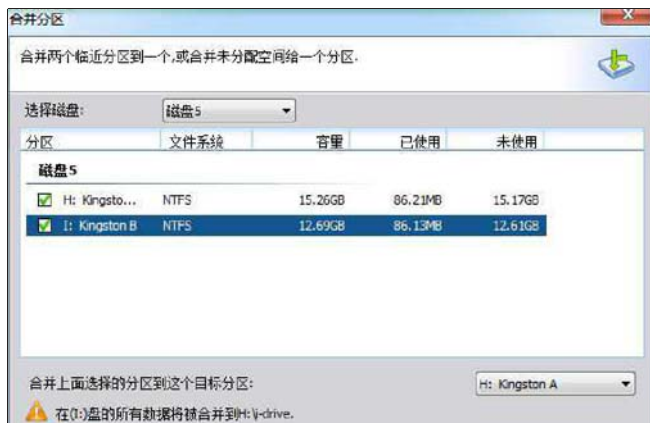 合并分区
合并两个临近分区到一个,或合并未分配空间给一个分区.
选择磁盘: 磁盘5
分区 文件系统 容里 已使用 未使用
磁盘5
H: Kingsto... NTFS 15.26GB 86.21MB 15.17GB
I: Kingston B NTFS 12.69GB 86.13MB 12.61GB
合并上面选择的分区到这个目标分区: H: Kingston A
在(I:)盘的所有数据将被合并到H:\i-drive.